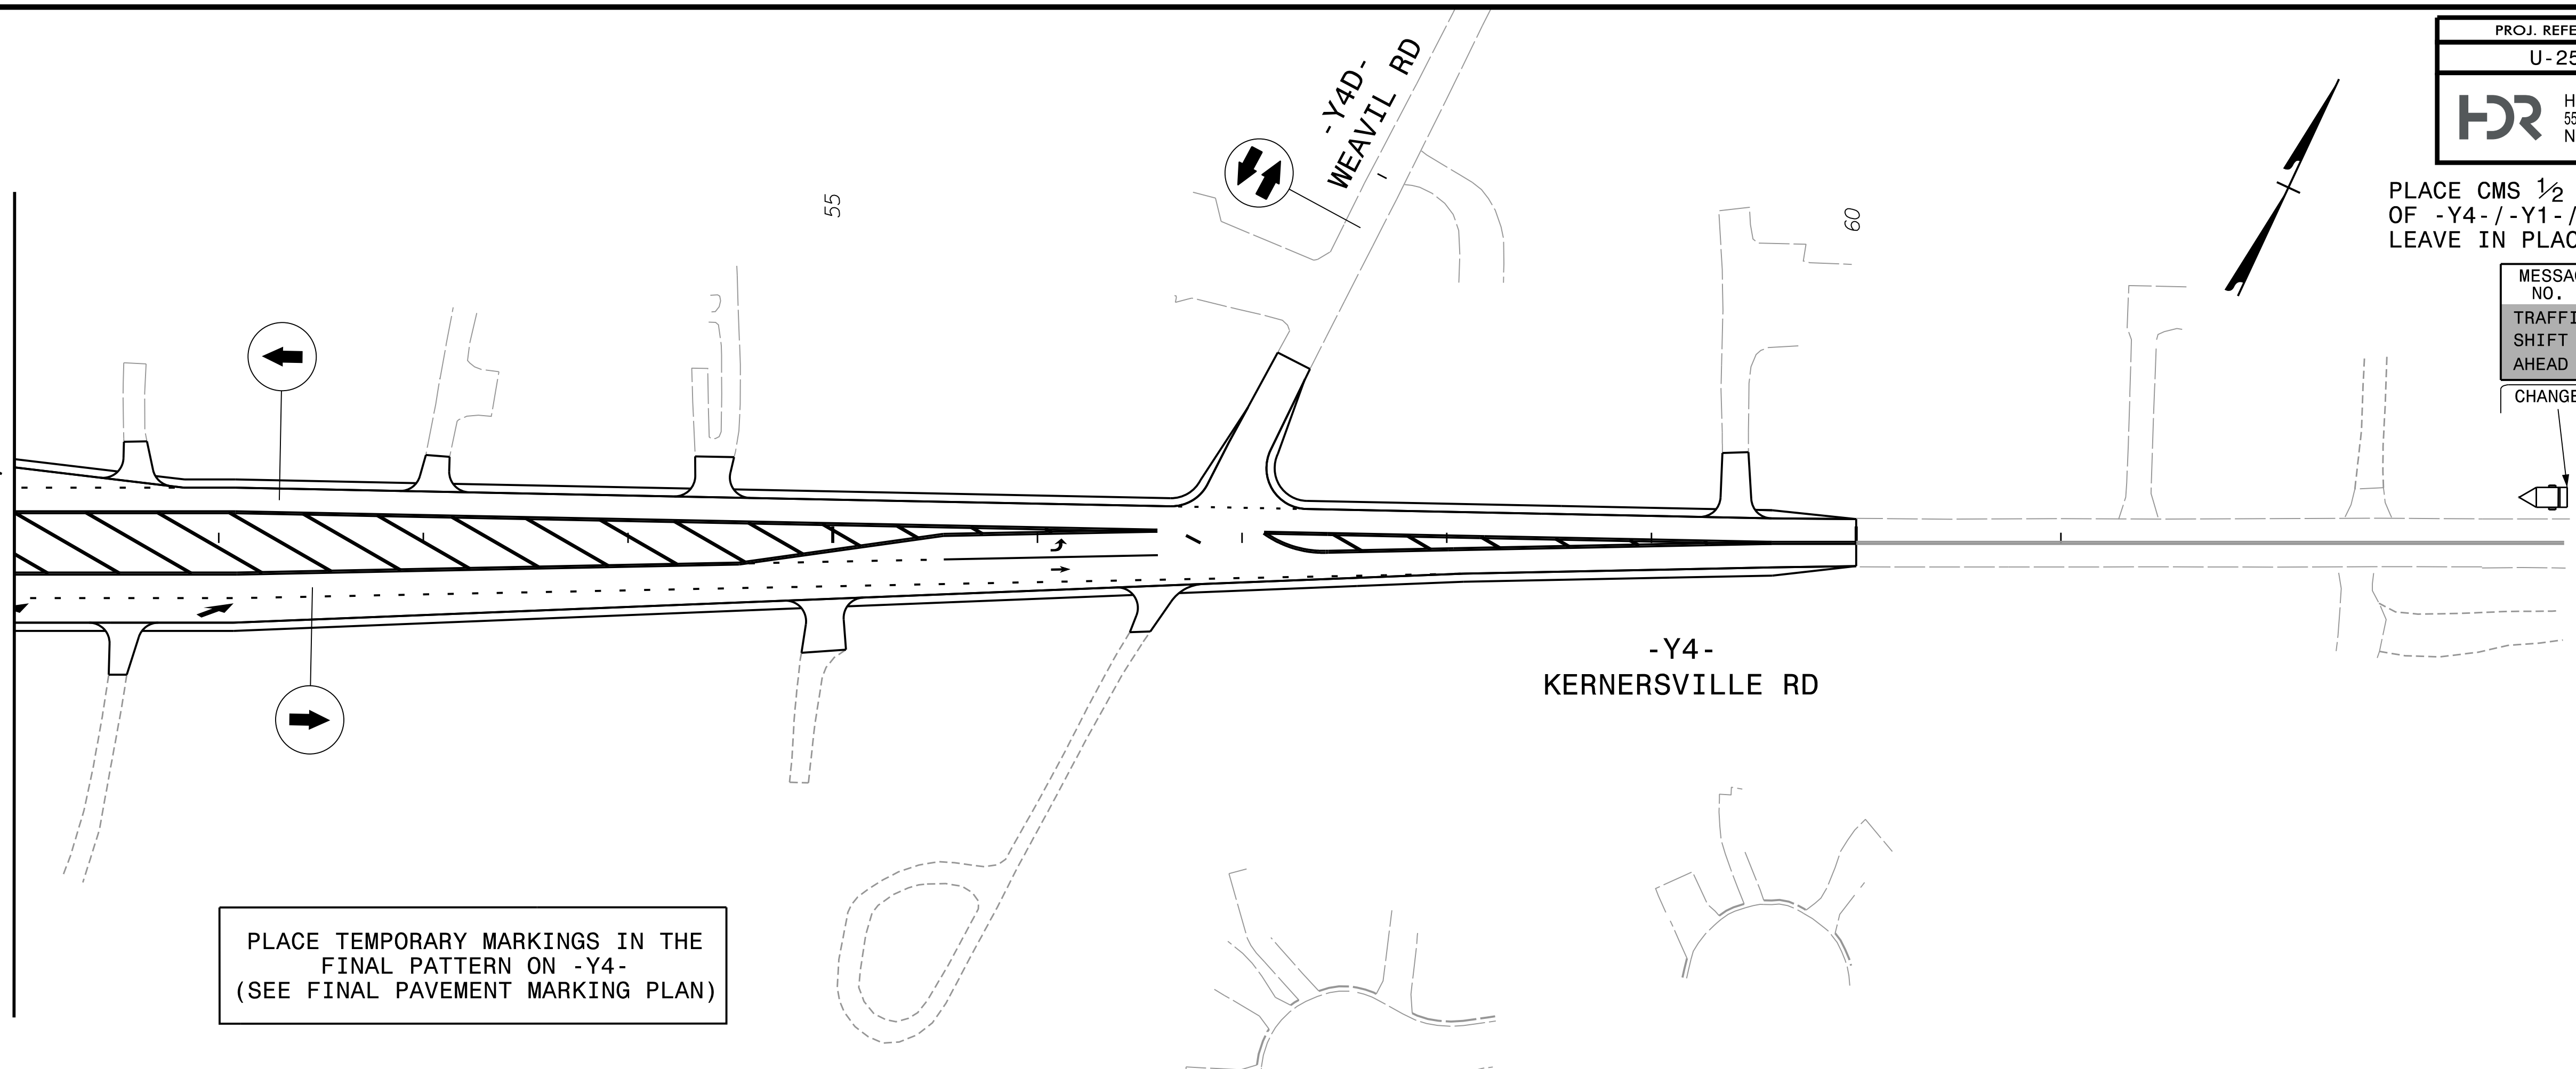 PROJ. REFE
U-25
HDR
H
55
N
-Y4D-
WEAVIL RD
PLACE CMS ½
OF -Y4-/-Y1-/
LEAVE IN PLAC
55
60
MESSA
NO.
TRAFFI
SHIFT
AHEAD
CHANGE
-Y4-
KERNERSVILLE RD
PLACE TEMPORARY MARKINGS IN THE
FINAL PATTERN ON -Y4-
(SEE FINAL PAVEMENT MARKING PLAN)